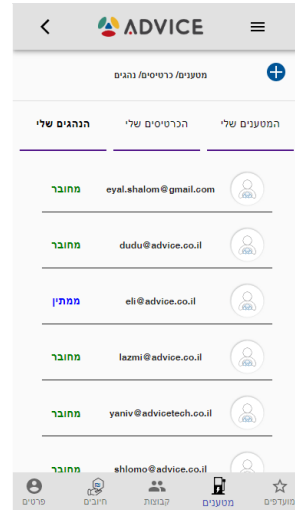 ADVICE
מטענים/ כרטיסים/ נהגים
המטענים שלי הכרטיסים שלי הנהגים שלי
eyal.shalom@gmail.com מחובר
dudu@advice.co.il מחובר
eli@advice.co.il ממתין
lazmi@advice.co.il מחובר
yaniv@advicetech.co.il מחובר
shlomo@advice.co.il מחובר
מועדפים מטענים קבוצות חיובים פרטים